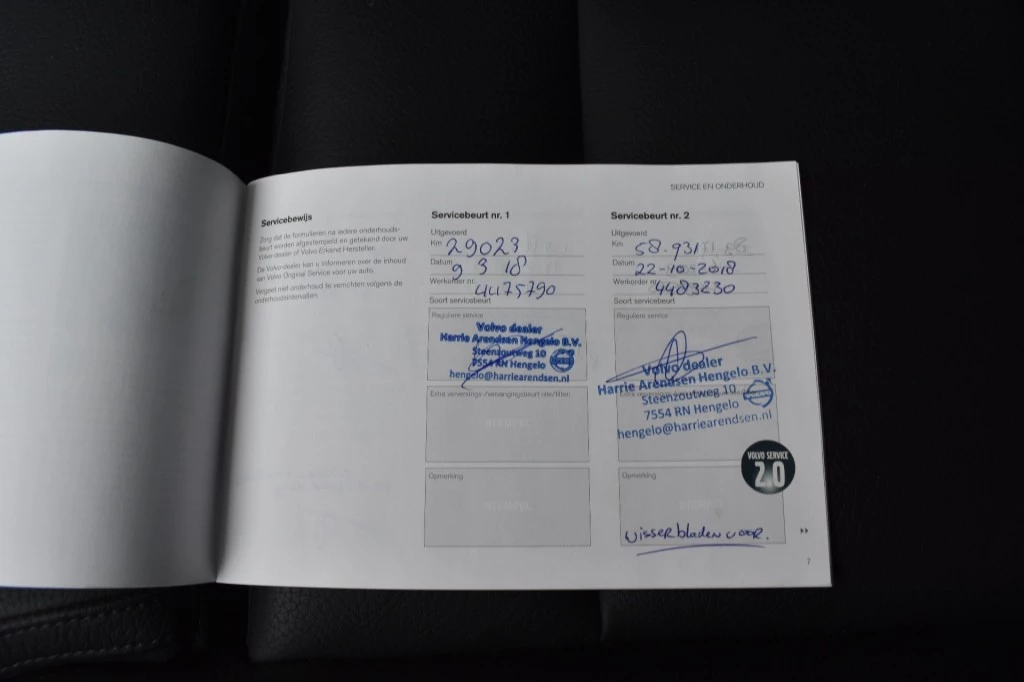 SERVICE EN ONDERHOUD
Servicebewijs
Zorg dat de formulieren na iedere onderhouds-
beurt worden afgestempeld en getekend door uw
Volvo-dealer of Volvo Erkend Hersteller.
De Volvo-dealer kan u informeren over de inhoud
van Volvo Original Service voor uw auto.
Vergeet niet onderhoud te verrichten volgens de
onderhoudsintervallen.
Servicebeurt nr. 1
Uitgevoerd
Km 29023
Datum 9 3 18
Werkorder nr. 4475790
Soort servicebeurt
Reguliere service
Volvo dealer
Harrie Arendsen Hengelo B.V.
Steenzoutweg 10
7554 RN Hengelo
hengelo@harriearendsen.nl
Extra verversings-/vervangingsbeurt olie/filter:
STEMPEL
Opmerking
STEMPEL
Servicebeurt nr. 2
Uitgevoerd
Km 58.931
Datum 22-10-2018
Werkorder nr. 4483230
Soort servicebeurt
Reguliere service
Volvo dealer
Harrie Arendsen Hengelo B.V.
Steenzoutweg 10
7554 RN Hengelo
hengelo@harriearendsen.nl
VOLVO SERVICE
2.0
Opmerking
STEMPEL
wisserbladen voor.
7